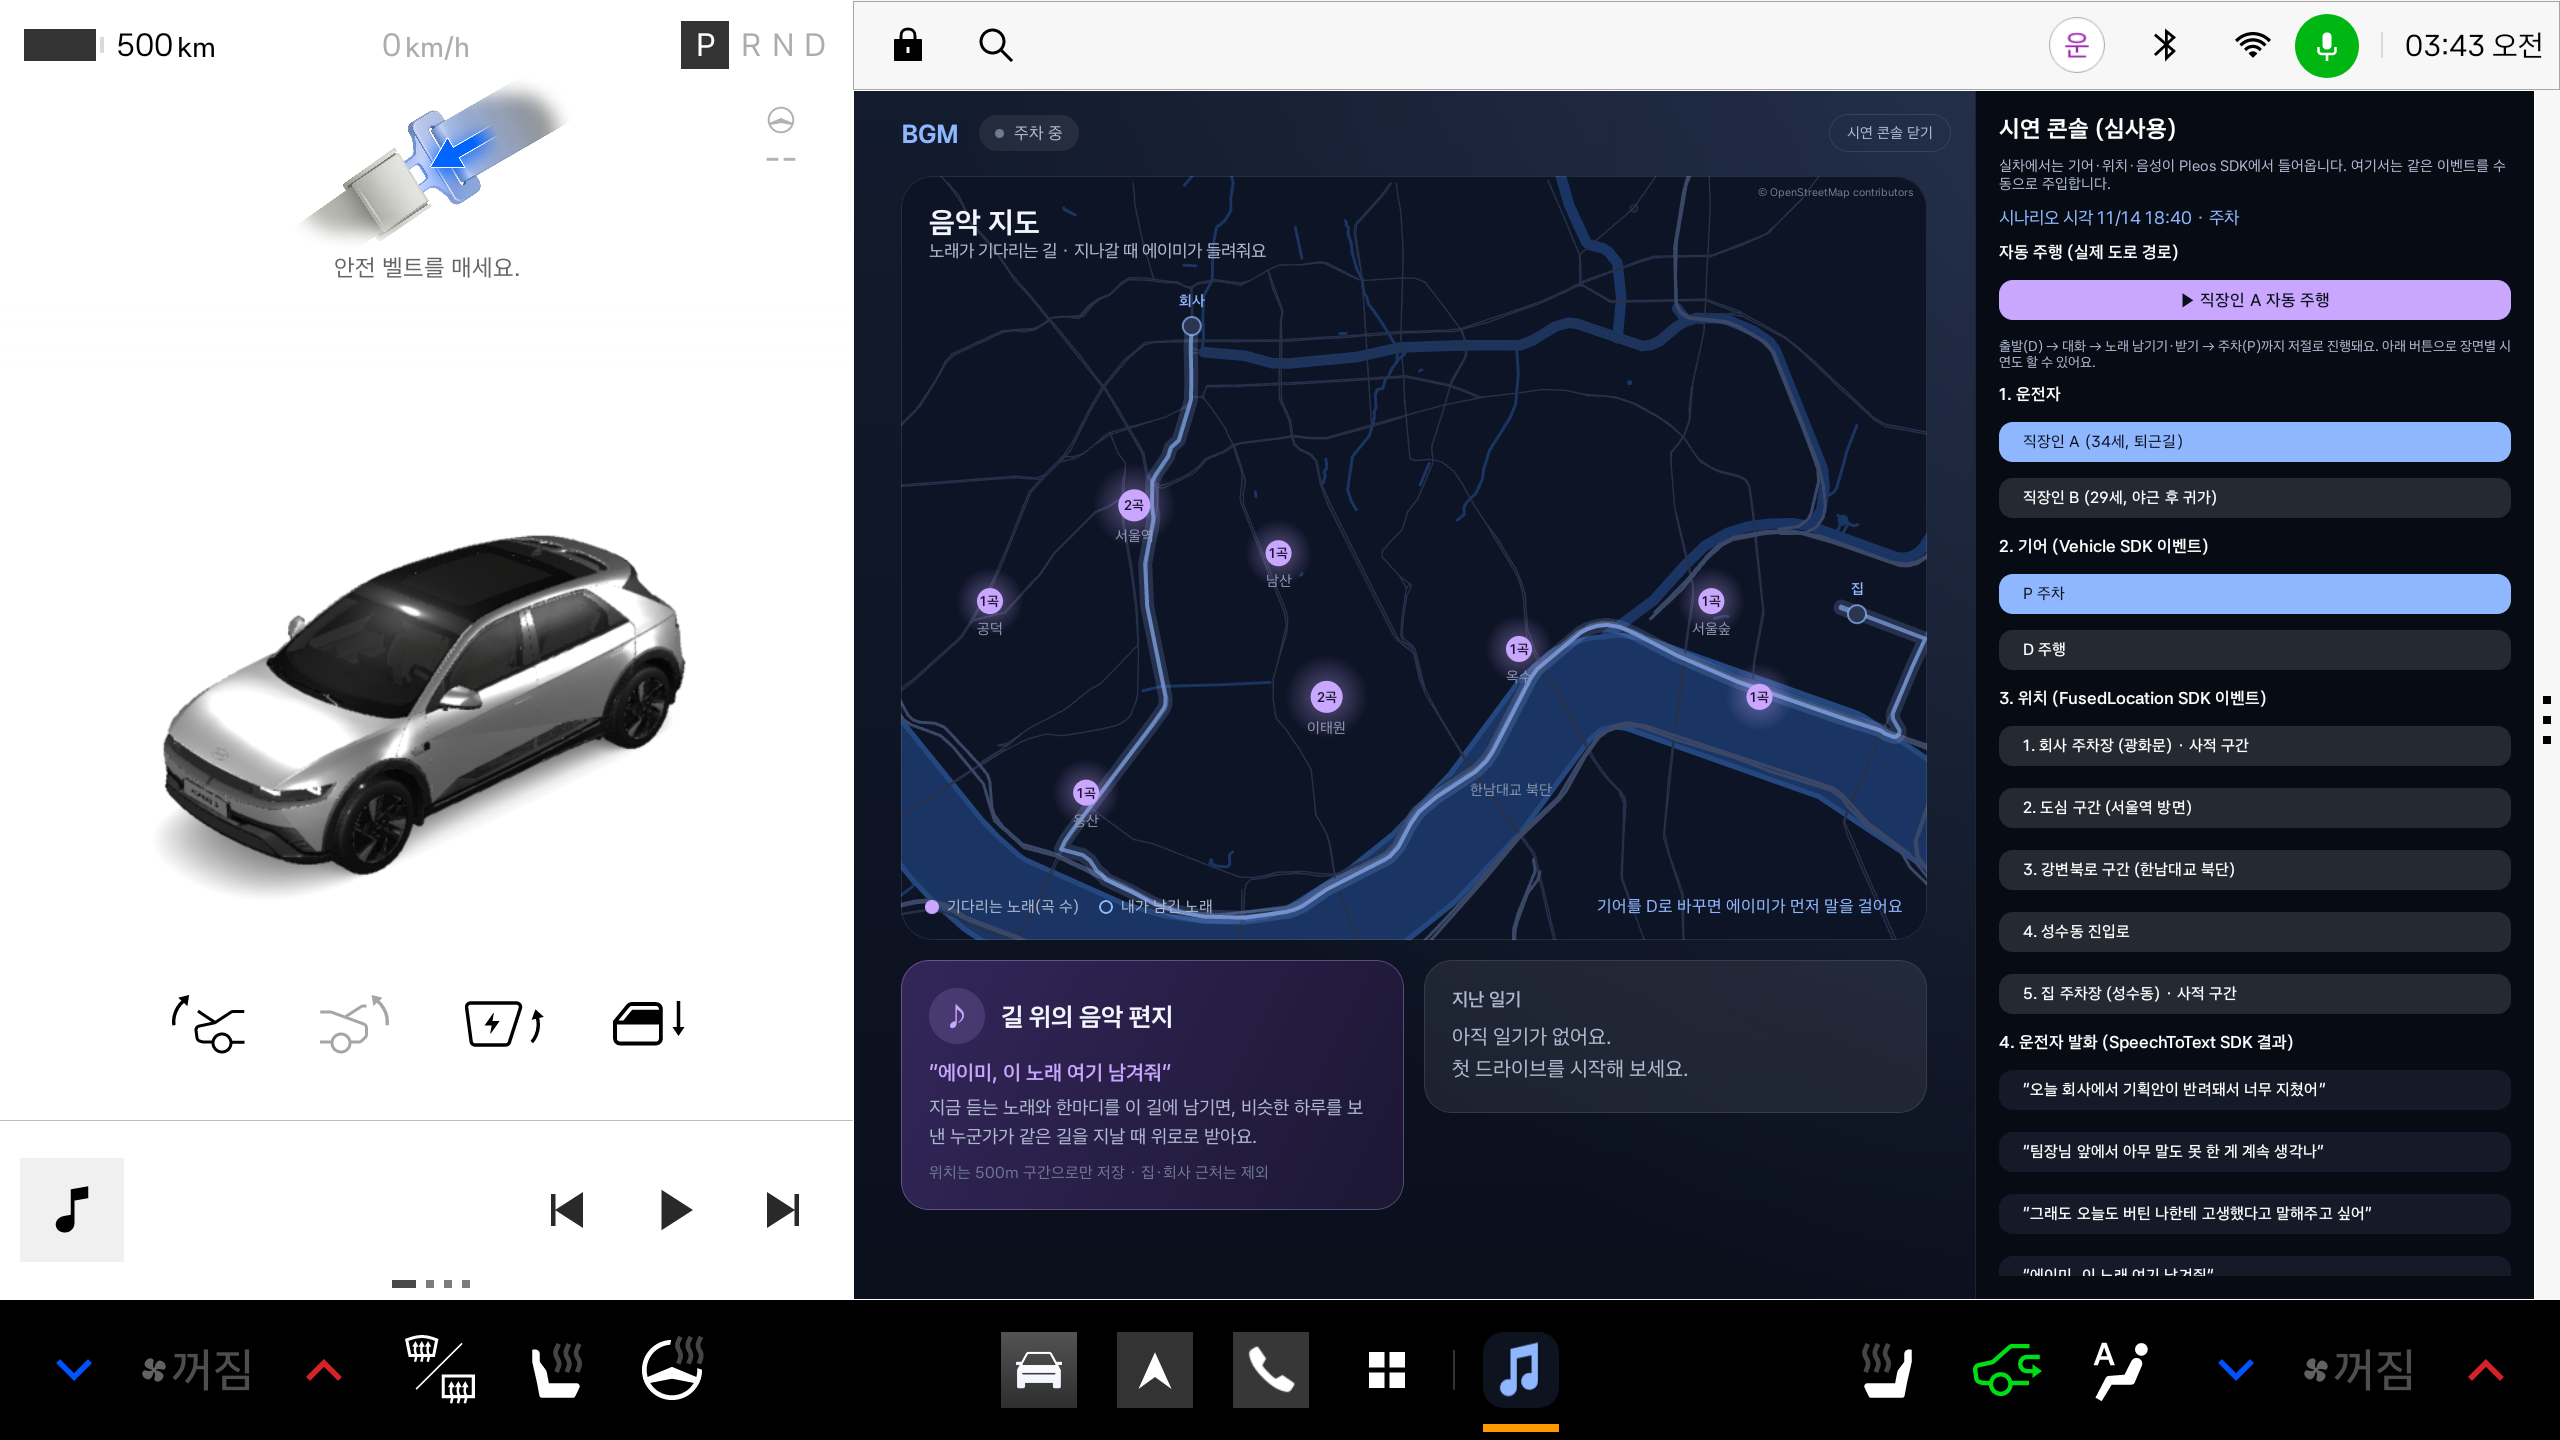 500 km
0 km/h
P R N D
안전 벨트를 매세요.
운
03:43 오전
BGM
주차 중
시연 콘솔 닫기
© OpenStreetMap contributors
음악 지도
노래가 기다리는 길 · 지나갈 때 에이미가 들려줘요
회사
2곡
서울역
1곡
남산
1곡
공덕
1곡
서울숲
집
1곡
옥수
2곡
이태원
1곡
1곡
용산
한남대교 북단
기다리는 노래(곡 수)
내가 남긴 노래
기어를 D로 바꾸면 에이미가 먼저 말을 걸어요
길 위의 음악 편지
"에이미, 이 노래 여기 남겨줘"
지금 듣는 노래와 한마디를 이 길에 남기면, 비슷한 하루를 보
낸 누군가가 같은 길을 지날 때 위로로 받아요.
위치는 500m 구간으로만 저장 · 집·회사 근처는 제외
지난 일기
아직 일기가 없어요.
첫 드라이브를 시작해 보세요.
시연 콘솔 (심사용)
실차에서는 기어·위치·음성이 Pleos SDK에서 들어옵니다. 여기서는 같은 이벤트를 수
동으로 주입합니다.
시나리오 시각 11/14 18:40 · 주차
자동 주행 (실제 도로 경로)
▶ 직장인 A 자동 주행
출발(D) → 대화 → 노래 남기기·받기 → 주차(P)까지 저절로 진행돼요. 아래 버튼으로 장면별 시
연도 할 수 있어요.
1. 운전자
직장인 A (34세, 퇴근길)
직장인 B (29세, 야근 후 귀가)
2. 기어 (Vehicle SDK 이벤트)
P 주차
D 주행
3. 위치 (FusedLocation SDK 이벤트)
1. 회사 주차장 (광화문) · 사적 구간
2. 도심 구간 (서울역 방면)
3. 강변북로 구간 (한남대교 북단)
4. 성수동 진입로
5. 집 주차장 (성수동) · 사적 구간
4. 운전자 발화 (SpeechToText SDK 결과)
"오늘 회사에서 기획안이 반려돼서 너무 지쳤어"
"팀장님 앞에서 아무 말도 못 한 게 계속 생각나"
"그래도 오늘도 버틴 나한테 고생했다고 말해주고 싶어"
"에이미, 이 노래 여기 남겨줘"
꺼짐
A
꺼짐